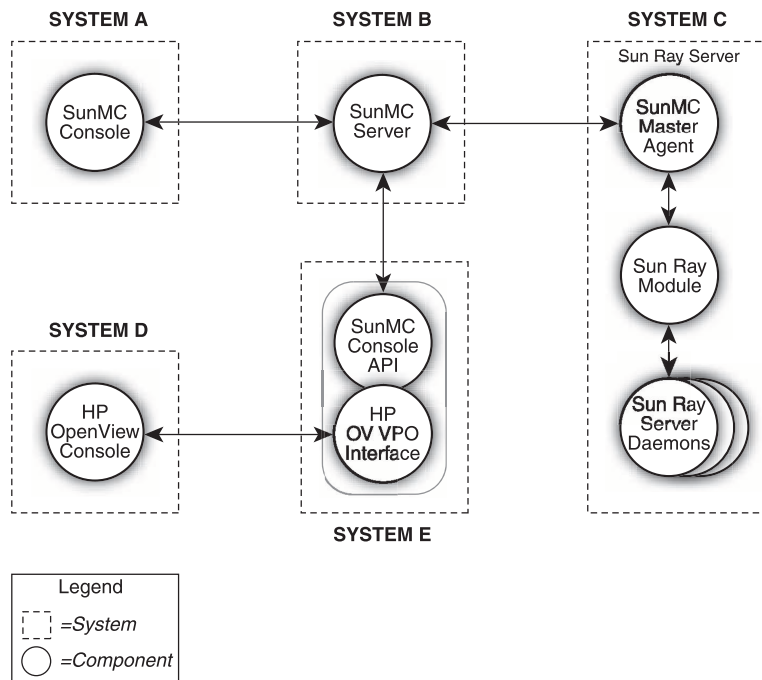 SYSTEM A
SYSTEM B
SYSTEM C
Sun Ray Server
SunMC
Console
SunMC
Server
SunMC
Master
Agent
Sun Ray
Module
SYSTEM D
SunMC
Console
API
HP
OpenView
Console
HP
OV VPO
Interface
Sun Ray
Server
Daemons
SYSTEM E
Legend
=System
=Component